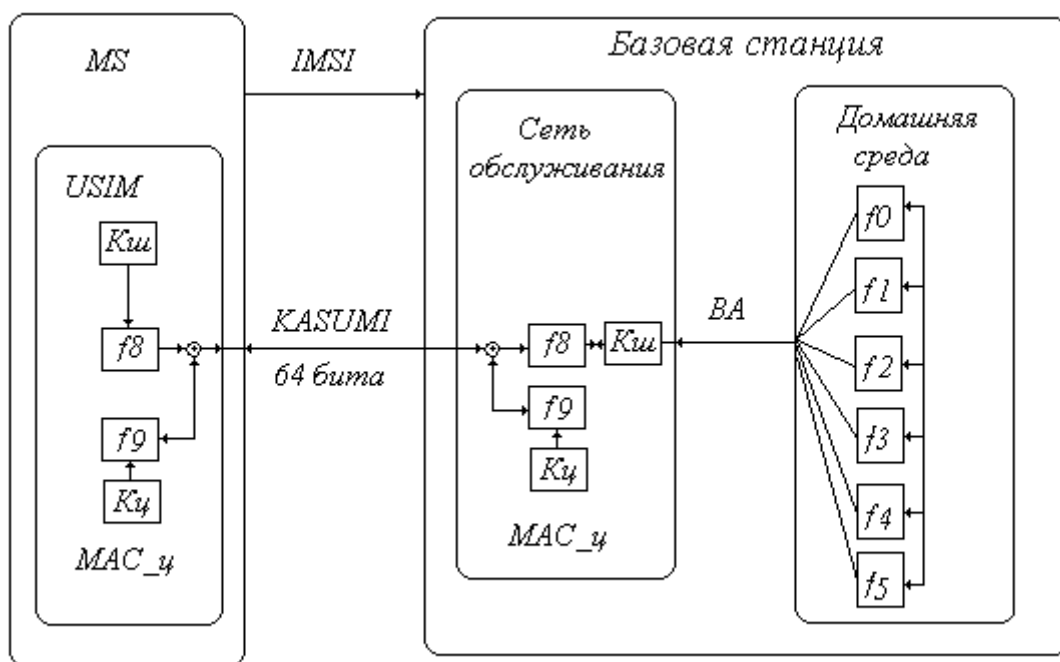 MS
IMSI
Базовая станция
USIM
Кш
f8
f9
Кц
MAC_ц
KASUMI
64 бита
Сеть
обслуживания
f8
Кш
f9
Кц
MAC_ц
ВА
Домашняя
среда
f0
f1
f2
f3
f4
f5